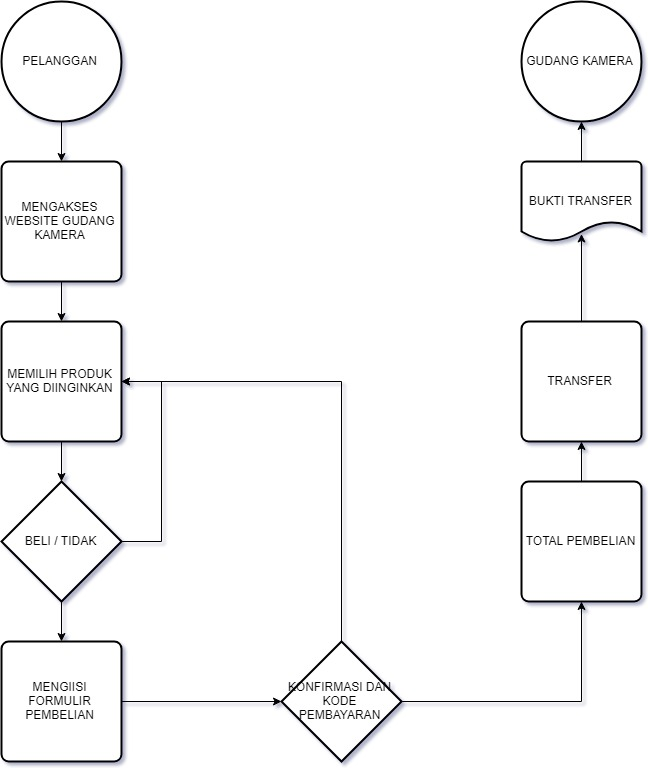 PELANGGAN
MENGAKSES
WEBSITE GUDANG
KAMERA
MEMILIH PRODUK
YANG DIINGINKAN
BELI / TIDAK
MENGIISI
FORMULIR
PEMBELIAN
KONFIRMASI DAN
KODE
PEMBAYARAN
TOTAL PEMBELIAN
TRANSFER
BUKTI TRANSFER
GUDANG KAMERA